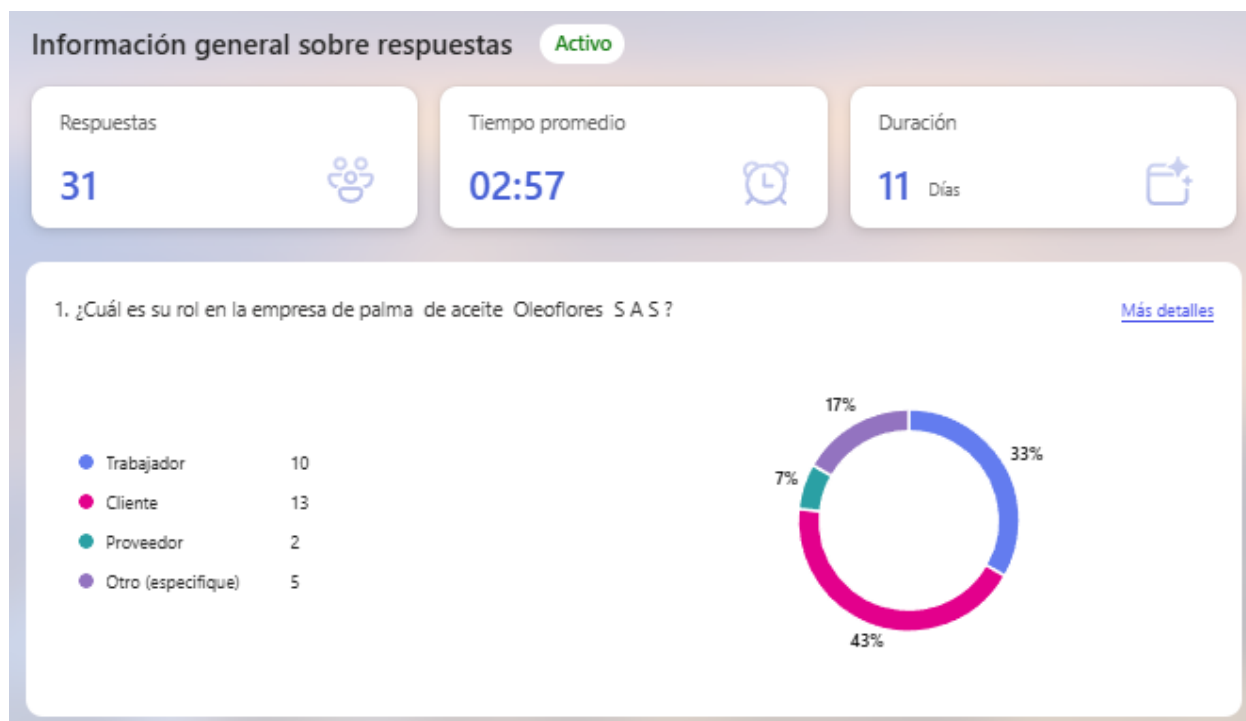 Información general sobre respuestas Activo
Respuestas Tiempo promedio Duración
31 02:57 11 Días
1. ¿Cuál es su rol en la empresa de palma de aceite Oleoflores S A S ? Más detalles
17%
33%
7%
Trabajador 10
Cliente 13
Proveedor 2
Otro (especifique) 5
43%